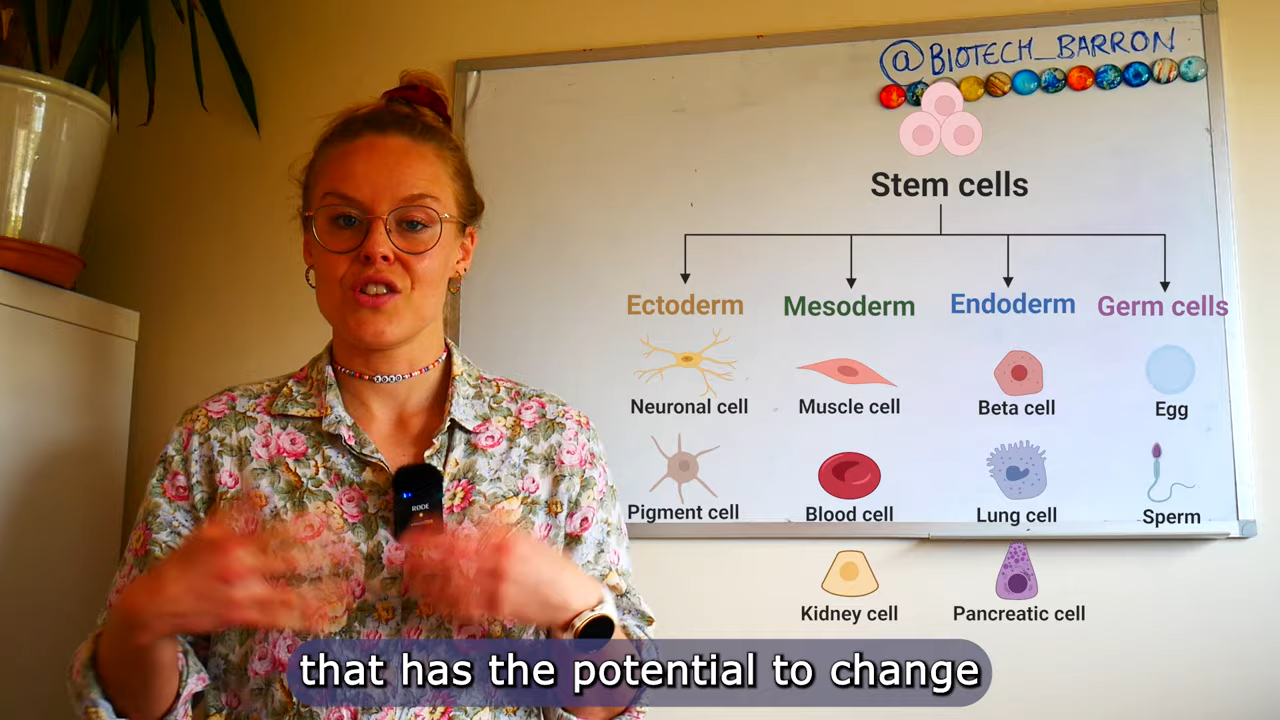 @BIOTECH_BARRON
Stem cells
Ectoderm
Mesoderm
Endoderm
Germ cells
Neuronal cell
Muscle cell
Beta cell
Egg
Pigment cell
Blood cell
Lung cell
Sperm
Kidney cell
Pancreatic cell
RØDE
that has the potential to change